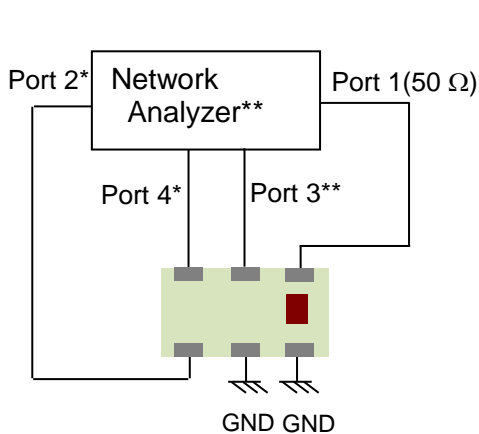 Port 2*
Network
Analyzer**
Port 1(50 Ω)
Port 4*
Port 3**
GND GND